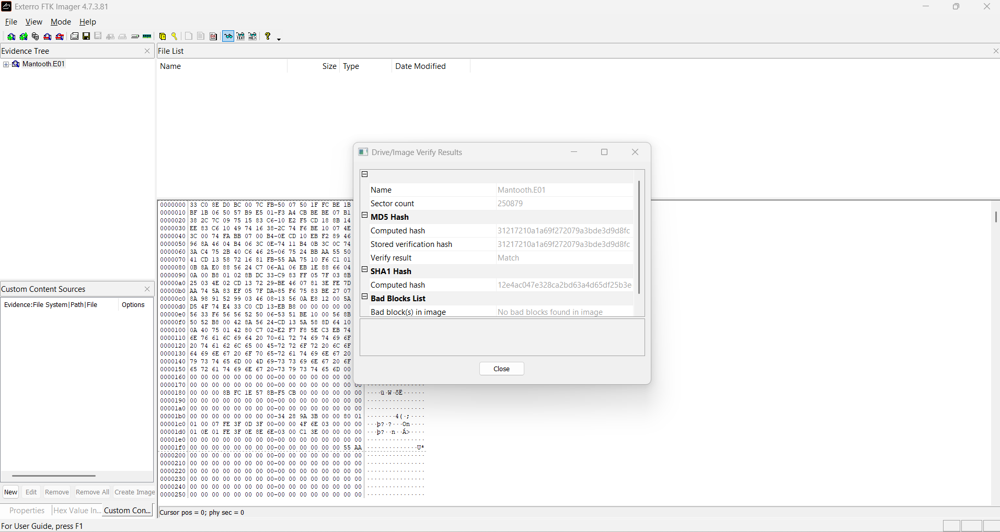 Exterro FTK Imager 4.7.3.81
File View Mode Help
Evidence Tree
Mantooth.E01
File List
Name Size Type Date Modified
Custom Content Sources
Evidence:File System|Path|File Options
New Edit Remove Remove All Create Image
Properties Hex Value In... Custom Con...
For User Guide, press F1
0000000 33 C0 8E D0 BC 00 7C FB-50 07 50 1F FC BE 1B
0000010 BF 1B 06 50 57 B9 E5 01-F3 A4 CB BE BE 07 B1
0000020 38 2C 7C 09 75 15 83 C6-10 E2 F5 CD 18 8B 14
0000030 EE 83 C6 10 49 74 16 38-2C 74 F6 BE 10 07 4E
0000040 3C 00 74 FA BB 07 00 B4-0E CD 10 EB F2 89 46
0000050 96 8A 46 04 B4 06 3C 0E-74 11 B4 0B 3C 0C 74
0000060 3A C4 75 2B 40 C6 46 25-06 75 24 BB AA 55 50
0000070 41 CD 13 58 72 16 81 FB-55 AA 75 10 F6 C1 01
0000080 0B 8A E0 88 56 24 C7 06-A1 06 EB 1E 88 66 04
0000090 0A 00 B8 01 02 8B DC 33-C9 83 FF 05 7F 03 8B
00000a0 25 03 4E 02 CD 13 72 29-BE 46 07 81 3E FE 7D
00000b0 AA 74 5A 83 EF 05 7F DA-85 F6 75 83 BE 27 07
00000c0 8A 98 91 52 99 03 46 08-13 56 0A E8 12 00 5A
00000d0 D5 4F 74 E4 33 C0 CD 13-EB B8 00 00 00 00 00
00000e0 56 33 F6 56 56 52 50 06-53 51 BE 10 00 56 8B
00000f0 50 52 B8 00 42 8A 56 24-CD 13 5A 58 8D 64 10
0000100 0A 40 75 01 42 80 C7 02-E2 F7 F8 5E C3 EB 74
0000110 6E 76 61 6C 69 64 20 70-61 72 74 69 74 69 6F
0000120 20 74 61 62 6C 65 00 45-72 72 6F 72 20 6C 6F
0000130 64 69 6E 67 20 6F 70 65-72 61 74 69 6E 67 20
0000140 79 73 74 65 6D 00 4D 69-73 73 69 6E 67 20 6F
0000150 65 72 61 74 69 6E 67 20-73 79 73 74 65 6D 00
0000160 00 00 00 00 00 00 00 00-00 00 00 00 00 00 00
0000170 00 00 00 00 00 00 00 00-00 00 00 00 00 00 00 00 ················
0000180 00 00 00 8B FC 1E 57 8B-F5 CB 00 00 00 00 00 00 ····ü·W·õË······
0000190 00 00 00 00 00 00 00 00-00 00 00 00 00 00 00 00 ················
00001a0 00 00 00 00 00 00 00 00-00 00 00 00 00 00 00 00 ················
00001b0 00 00 00 00 00 00 00 00-34 28 9A 3B 00 00 80 01 ········4(·;····
00001c0 01 00 07 FE 3F 0D 3F 00-00 00 4F 6E 03 00 00 00 ···þ?·?···On····
00001d0 01 0E 01 FE 3F 0E 8E 6E-03 00 C1 3E 00 00 00 00 ···þ?··n··Á>····
00001e0 00 00 00 00 00 00 00 00-00 00 00 00 00 00 00 00 ················
00001f0 00 00 00 00 00 00 00 00-00 00 00 00 00 00 55 AA ··············Uª
0000200 00 00 00 00 00 00 00 00-00 00 00 00 00 00 00 00 ················
0000210 00 00 00 00 00 00 00 00-00 00 00 00 00 00 00 00 ················
0000220 00 00 00 00 00 00 00 00-00 00 00 00 00 00 00 00 ················
0000230 00 00 00 00 00 00 00 00-00 00 00 00 00 00 00 00 ················
0000240 00 00 00 00 00 00 00 00-00 00 00 00 00 00 00 00 ················
0000250 00 00 00 00 00 00 00 00-00 00 00 00 00 00 00 00 ················
Cursor pos = 0; phy sec = 0
Drive/Image Verify Results
Name Mantooth.E01
Sector count 250879
MD5 Hash
Computed hash 31217210a1a69f272079a3bde3d9d8fc
Stored verification hash 31217210a1a69f272079a3bde3d9d8fc
Verify result Match
SHA1 Hash
Computed hash 12e4ac047e328ca2bd63a4d65df25b3e
Bad Blocks List
Bad block(s) in image No bad blocks found in image
Close